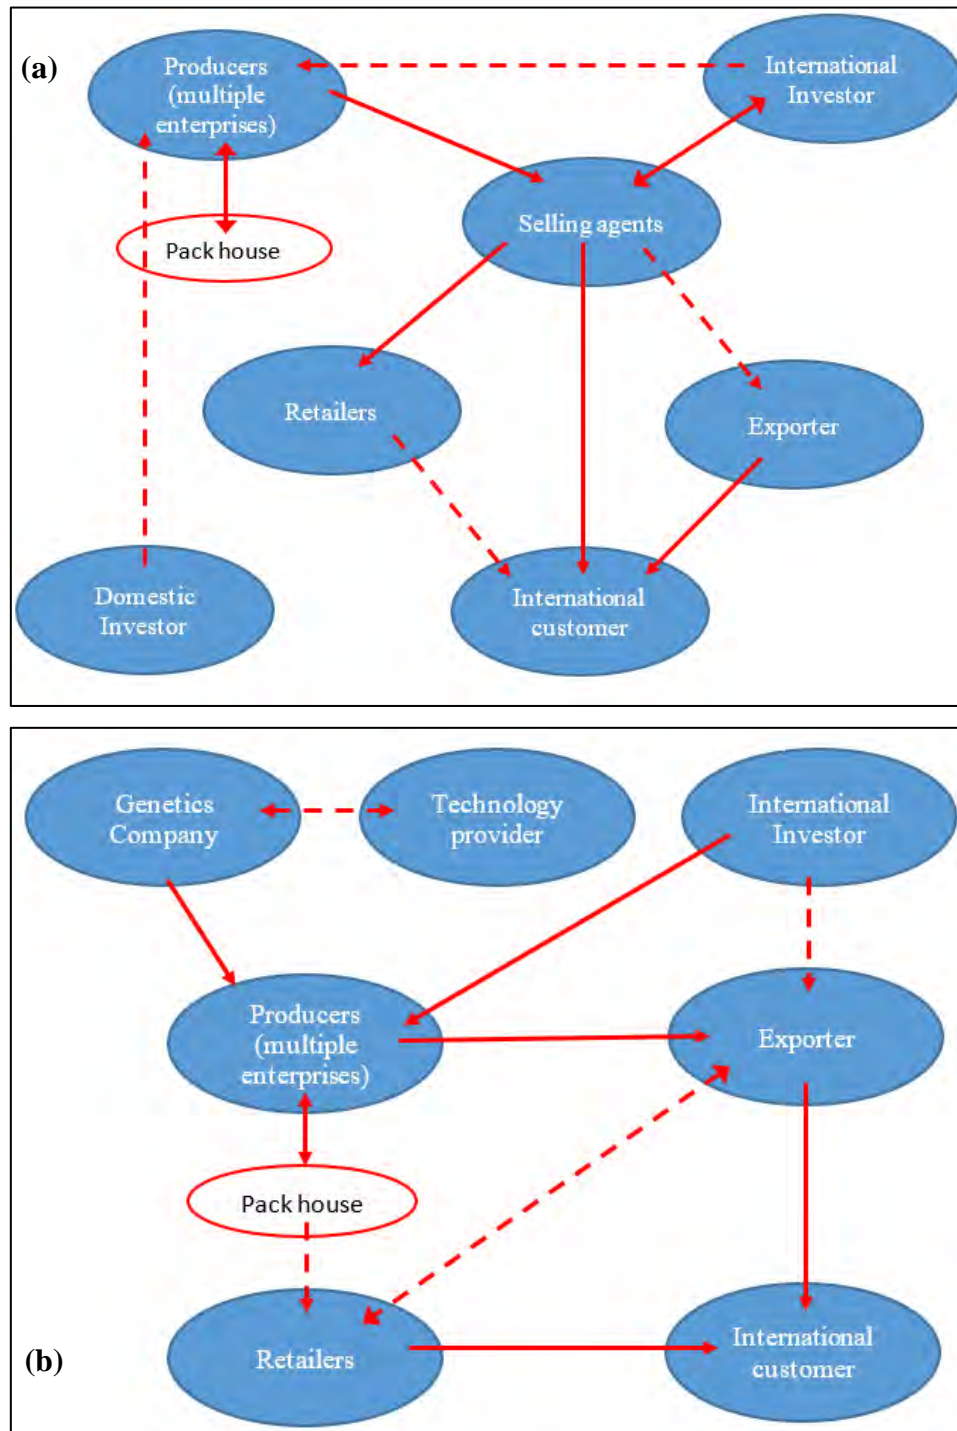 (a)
Producers
(multiple
enterprises)
International
Investor
Selling agents
Pack house
Retailers
Exporter
Domestic
Investor
International
customer
Genetics
Company
Technology
provider
International
Investor
Producers
(multiple
enterprises)
Exporter
Pack house
Retailers
International
customer
(b)